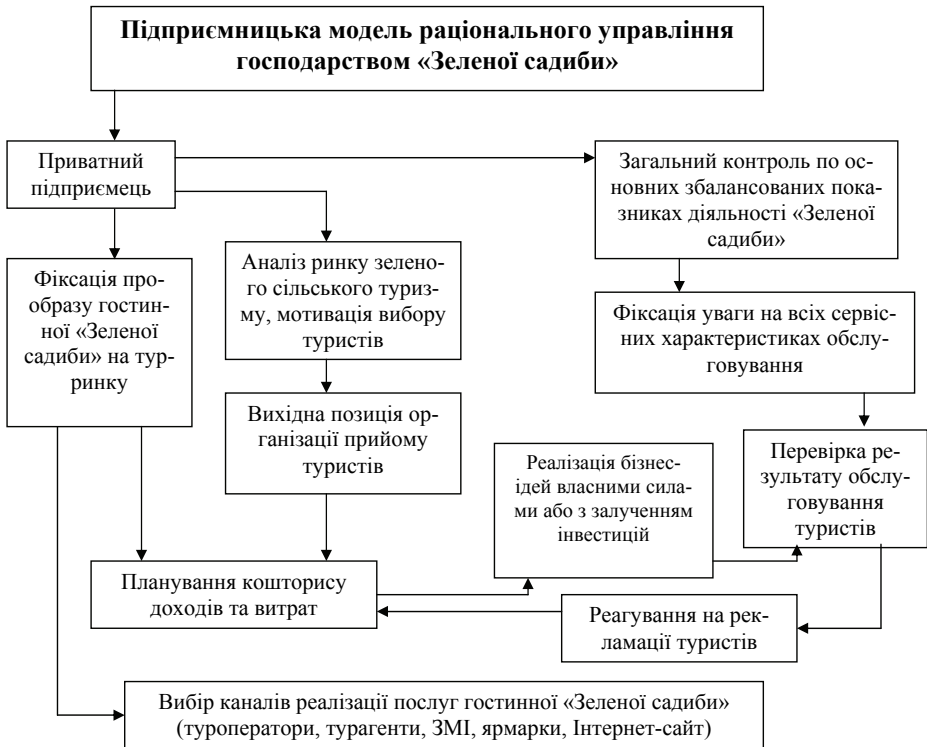 Підприємницька модель раціонального управління
господарством «Зеленої садиби»
Приватний
підприємець
Загальний контроль по ос-
новних збалансованих пока-
зниках діяльності «Зеленої
садиби»
Фіксація про-
образу гостин-
ної «Зеленої
садиби» на тур-
ринку
Аналіз ринку зелено-
го сільського туриз-
му, мотивація вибору
туристів
Фіксація уваги на всіх сервіс-
них характеристиках обслу-
говування
Вихідна позиція ор-
ганізації прийому
туристів
Реалізація бізнес-
ідей власними сила-
ми або з залученням
інвестицій
Перевірка ре-
зультату обслу-
говування
туристів
Планування кошторису
доходів та витрат
Реагування на рек-
ламації туристів
Вибір каналів реалізації послуг гостинної «Зеленої садиби»
(туроператори, турагенти, ЗМІ, ярмарки, Інтернет-сайт)